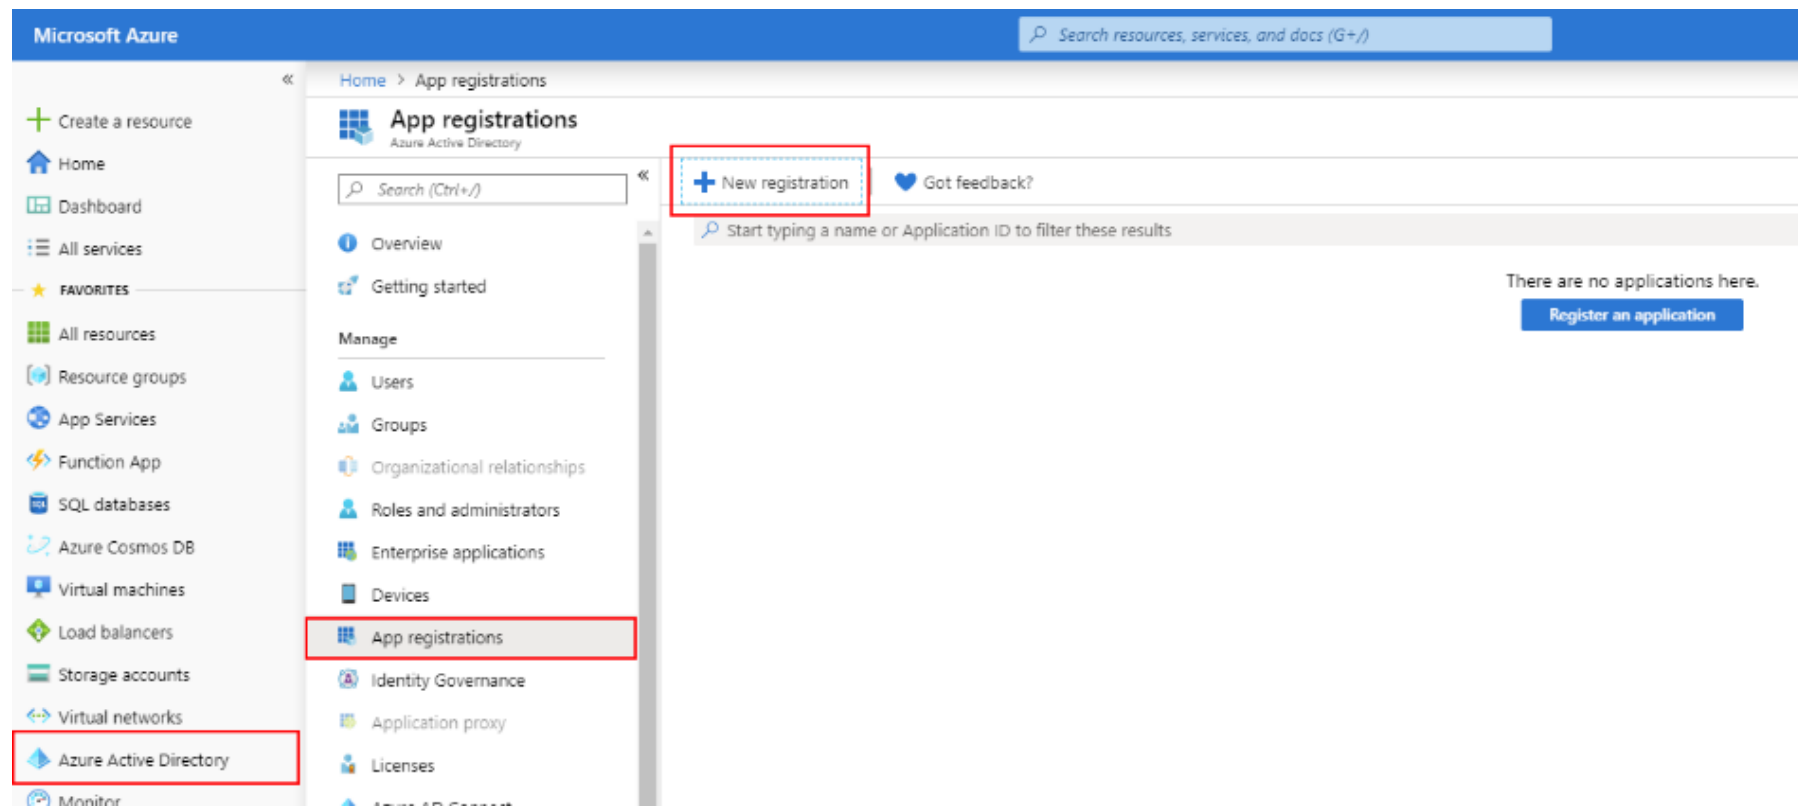 Microsoft Azure
Search resources, services, and docs (G+/)
Create a resource
Home
Dashboard
All services
FAVORITES
All resources
Resource groups
App Services
Function App
SQL databases
Azure Cosmos DB
Virtual machines
Load balancers
Storage accounts
Virtual networks
Azure Active Directory
Monitor
Home > App registrations
App registrations
Azure Active Directory
Search (Ctrl+/)
Overview
Getting started
Manage
Users
Groups
Organizational relationships
Roles and administrators
Enterprise applications
Devices
App registrations
Identity Governance
Application proxy
Licenses
Azure AD Connect
New registration
Got feedback?
Start typing a name or Application ID to filter these results
There are no applications here.
Register an application